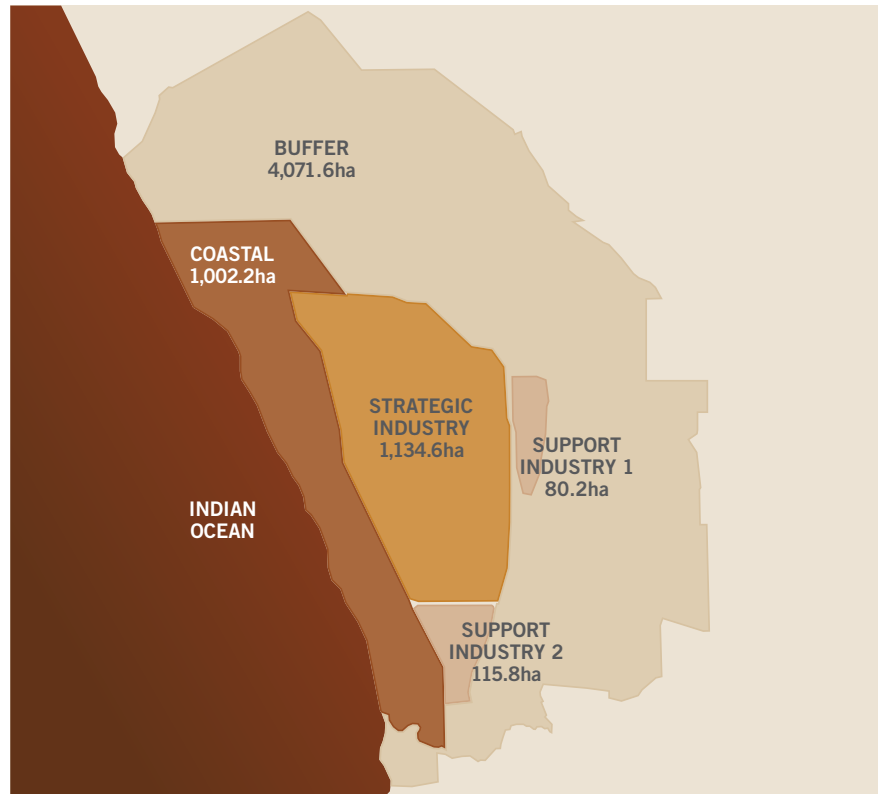 BUFFER
4,071.6ha
COASTAL
1,002.2ha
STRATEGIC
INDUSTRY
1,134.6ha
SUPPORT
INDUSTRY 1
80.2ha
INDIAN
OCEAN
SUPPORT
INDUSTRY 2
115.8ha